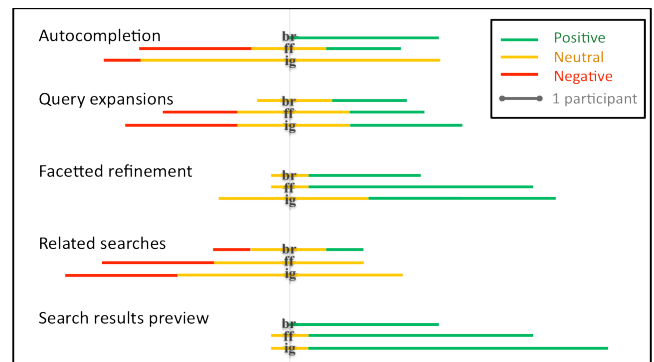 Autocompletion
br
ff
ig
Query expansions
br
ff
ig
Facetted refinement
br
ff
ig
Related searches
br
ff
ig
Search results preview
br
ff
ig
Positive
Neutral
Negative
1 participant